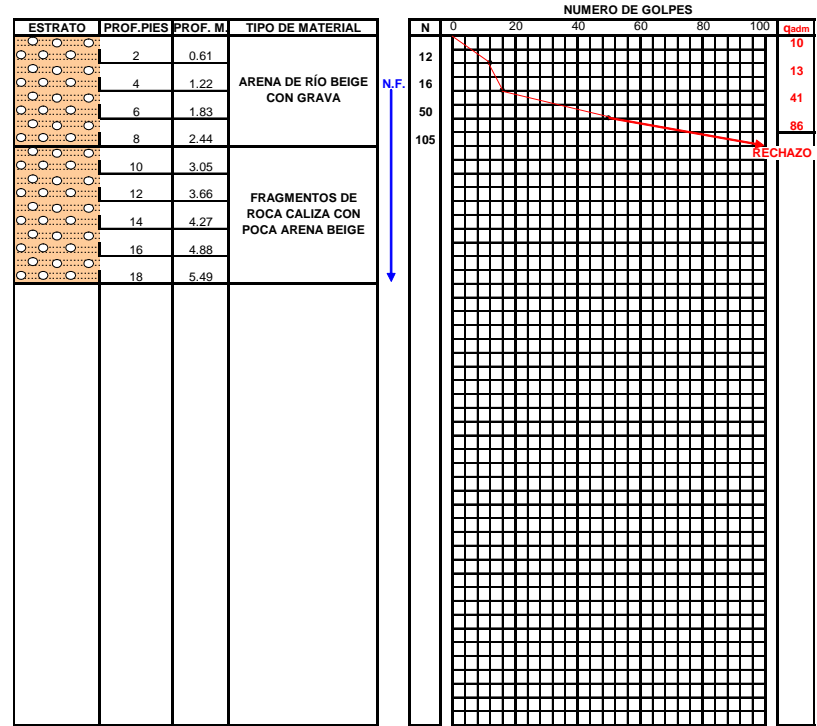 NUMERO DE GOLPES
ESTRATO PROF.PIES PROF. M. TIPO DE MATERIAL N 0 20 40 60 80 100 qadm
10
2 0.61 12
13
4 1.22 ARENA DE RÍO BEIGE N.F. 16
CON GRAVA 41
6 1.83 50
86
8 2.44 105
RECHAZO
10 3.05
12 3.66 FRAGMENTOS DE
14 4.27 ROCA CALIZA CON
POCA ARENA BEIGE
16 4.88
18 5.49